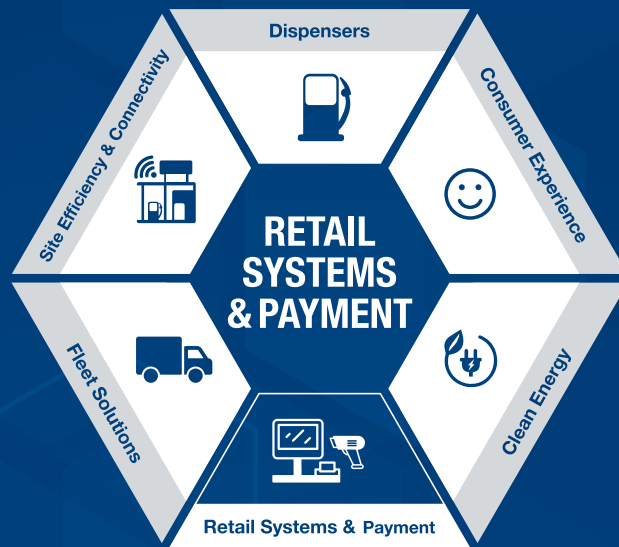 Dispensers
Site Efficiency & Connectivity
Consumer Experience
RETAIL
SYSTEMS
& PAYMENT
Fleet Solutions
Clean Energy
Retail Systems & Payment